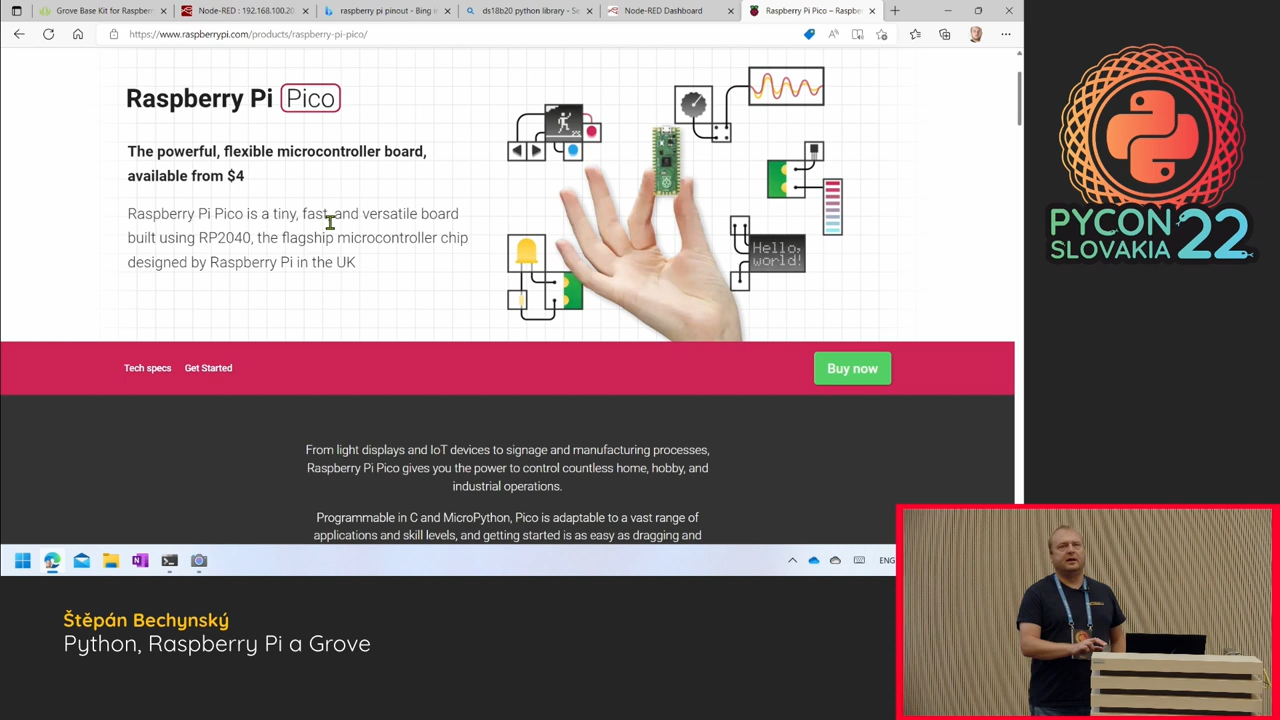 Grove Base Kit for Raspberr
Node-RED : 192.168.100.20
raspberry pi pinout - Bing i
ds18b20 python library - Se
Node-RED Dashboard
Raspberry Pi Pico – Raspbe
https://www.raspberrypi.com/products/raspberry-pi-pico/
Raspberry Pi Pico
The powerful, flexible microcontroller board,
available from $4
Raspberry Pi Pico is a tiny, fast, and versatile board
built using RP2040, the flagship microcontroller chip
designed by Raspberry Pi in the UK
Hello,
world!
Tech specs
Get Started
Buy now
From light displays and IoT devices to signage and manufacturing processes,
Raspberry Pi Pico gives you the power to control countless home, hobby, and
industrial operations.
Programmable in C and MicroPython, Pico is adaptable to a vast range of
applications and skill levels, and getting started is as easy as dragging and
ENG
PYCON 22
SLOVAKIA
Štěpán Bechynský
Python, Raspberry Pi a Grove